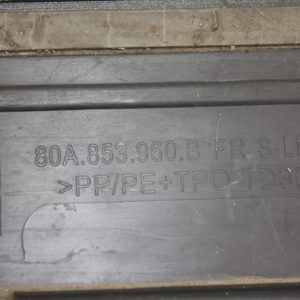 80A.853.960.B FR S-L
>PP/PE+TPO TD